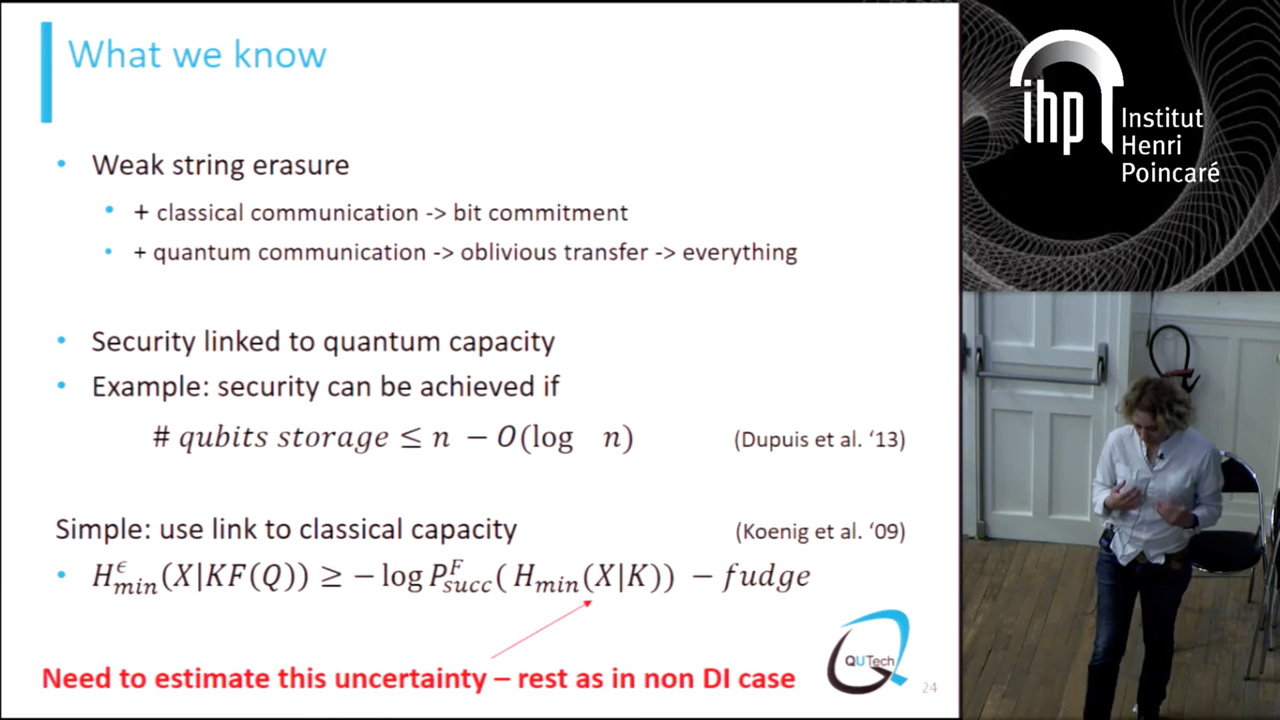 What we know
• Weak string erasure
• + classical communication -> bit commitment
• + quantum communication -> oblivious transfer -> everything
• Security linked to quantum capacity
• Example: security can be achieved if
# qubits storage ≤ n − O(log n) (Dupuis et al. ‘13)
Simple: use link to classical capacity (Koenig et al. ‘09)
• H^ϵ_min(X|KF(Q)) ≥ − log P^F_succ( H_min(X|K)) − fudge
Need to estimate this uncertainty – rest as in non DI case
QUTech
24
ihp
Institut
Henri
Poincaré